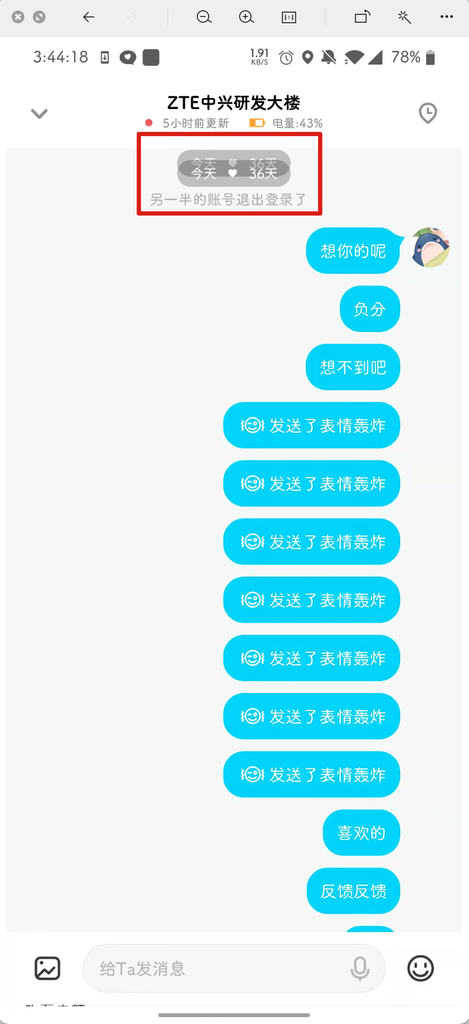 3:44:18
1.91
KB/S
78%
ZTE中兴研发大楼
5小时前更新 电量:43%
今天 36天
今天 36天
另一半的账号退出登录了
想你的呢
负分
想不到吧
发送了表情轰炸
发送了表情轰炸
发送了表情轰炸
发送了表情轰炸
发送了表情轰炸
发送了表情轰炸
发送了表情轰炸
喜欢的
反馈反馈
给Ta发消息